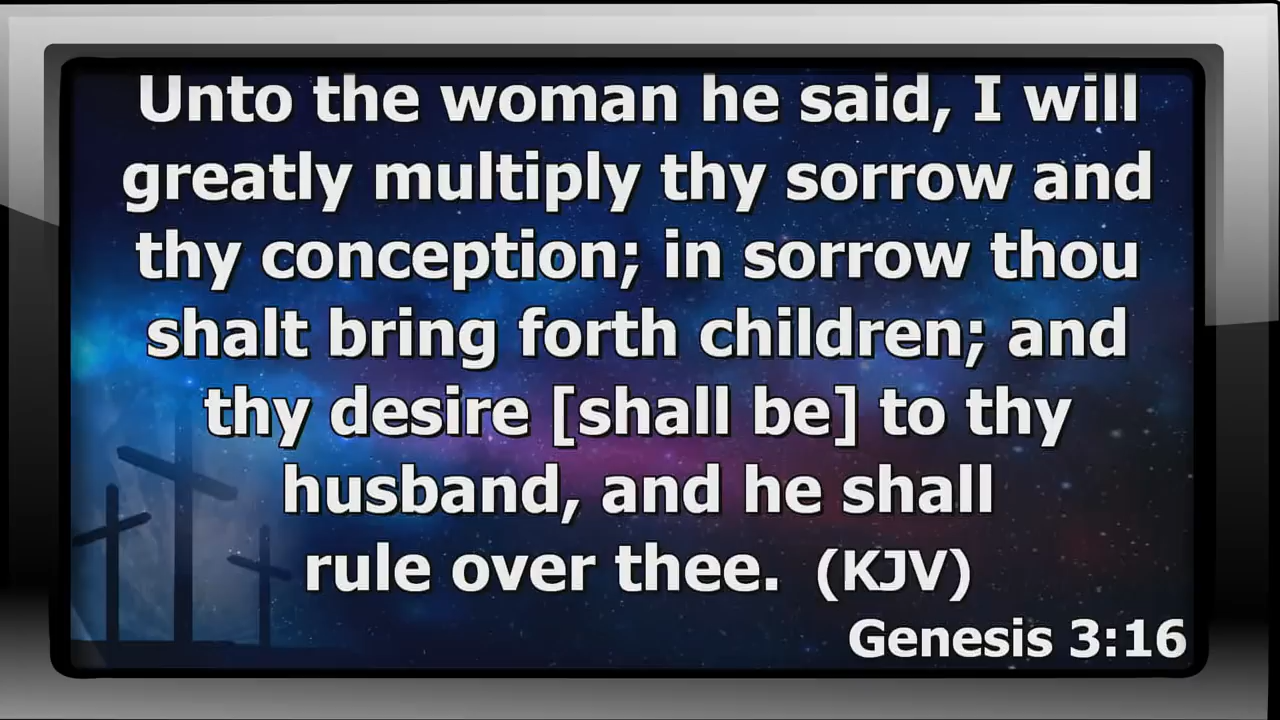 Unto the woman he said, I will
greatly multiply thy sorrow and
thy conception; in sorrow thou
shalt bring forth children; and
thy desire [shall be] to thy
husband, and he shall
rule over thee.  (KJV)
Genesis 3:16